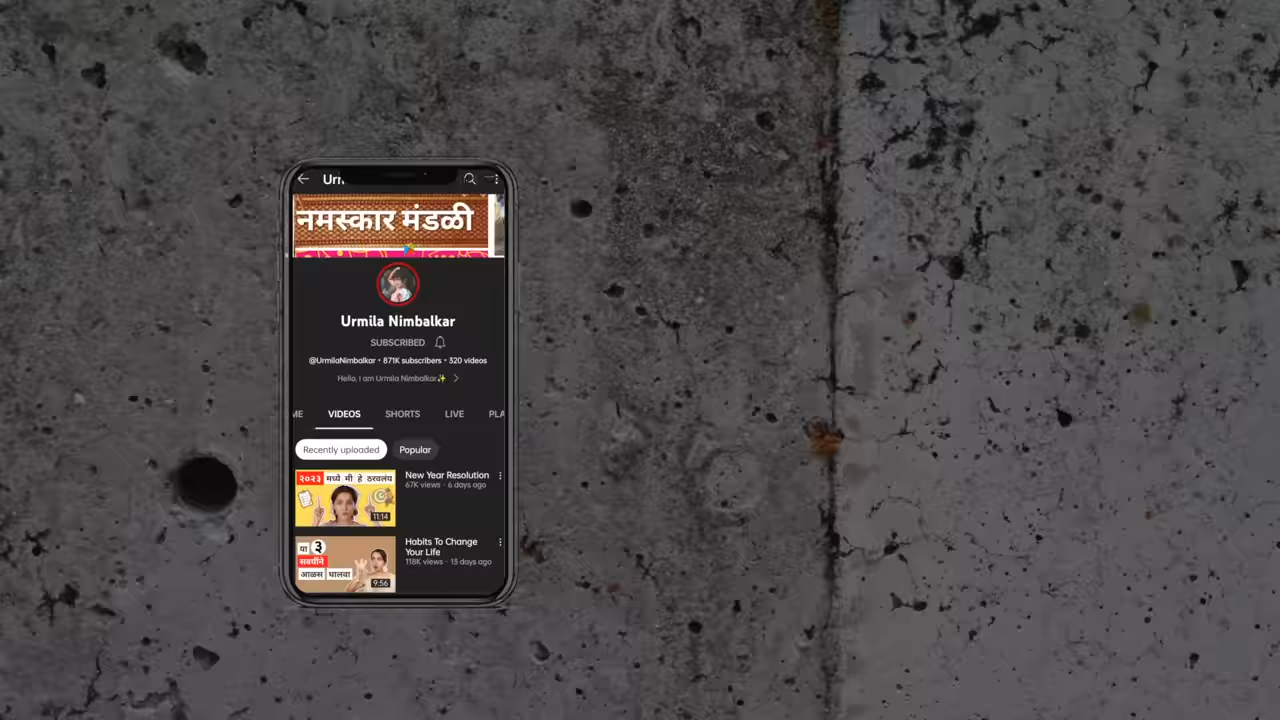 Urr
नमस्कार मंडळी
Urmila Nimbalkar
SUBSCRIBED
@UrmilaNimbalkar • 871K subscribers • 320 videos
Hello, I am Urmila Nimbalkar✨ >
ME VIDEOS SHORTS LIVE PLA
Recently uploaded Popular
२०२३ मध्ये मी हे ठरवलंय
11:14
New Year Resolution
67K views · 6 days ago
या ३
सवयींने
आळस घालवा
9:56
Habits To Change
Your Life
118K views · 13 days ago